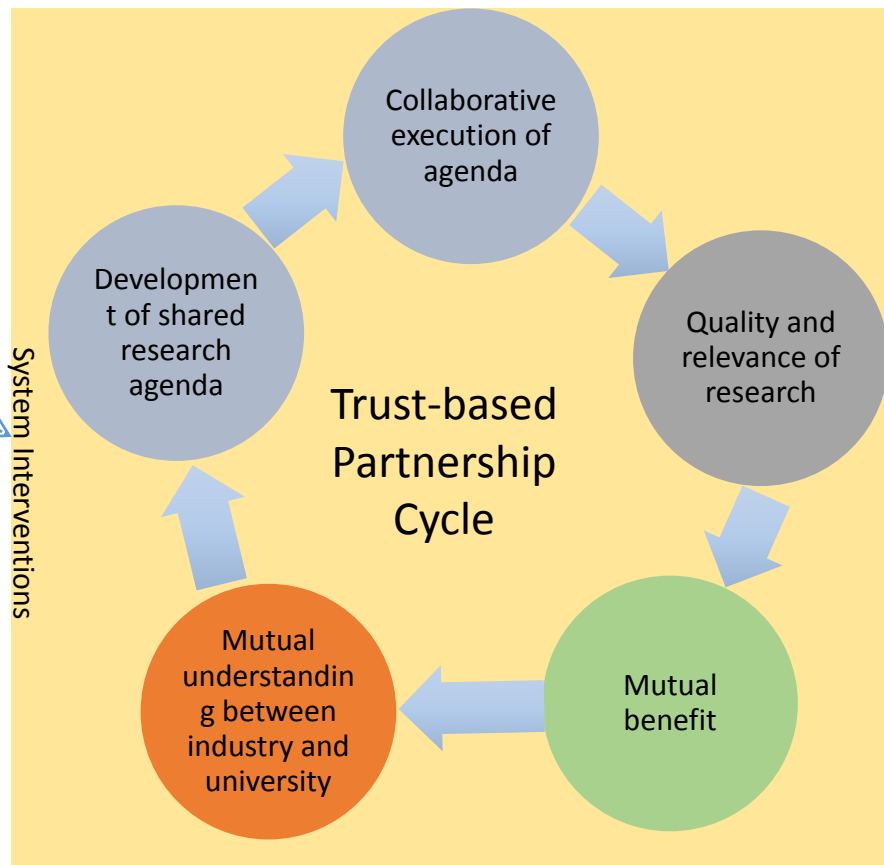 Collaborative
execution of
agenda
Developmen
t of shared
research
agenda
Quality and
relevance of
research
System Interventions
Trust-based
Partnership
Cycle
Mutual
understandin
g between
industry and
university
Mutual
benefit